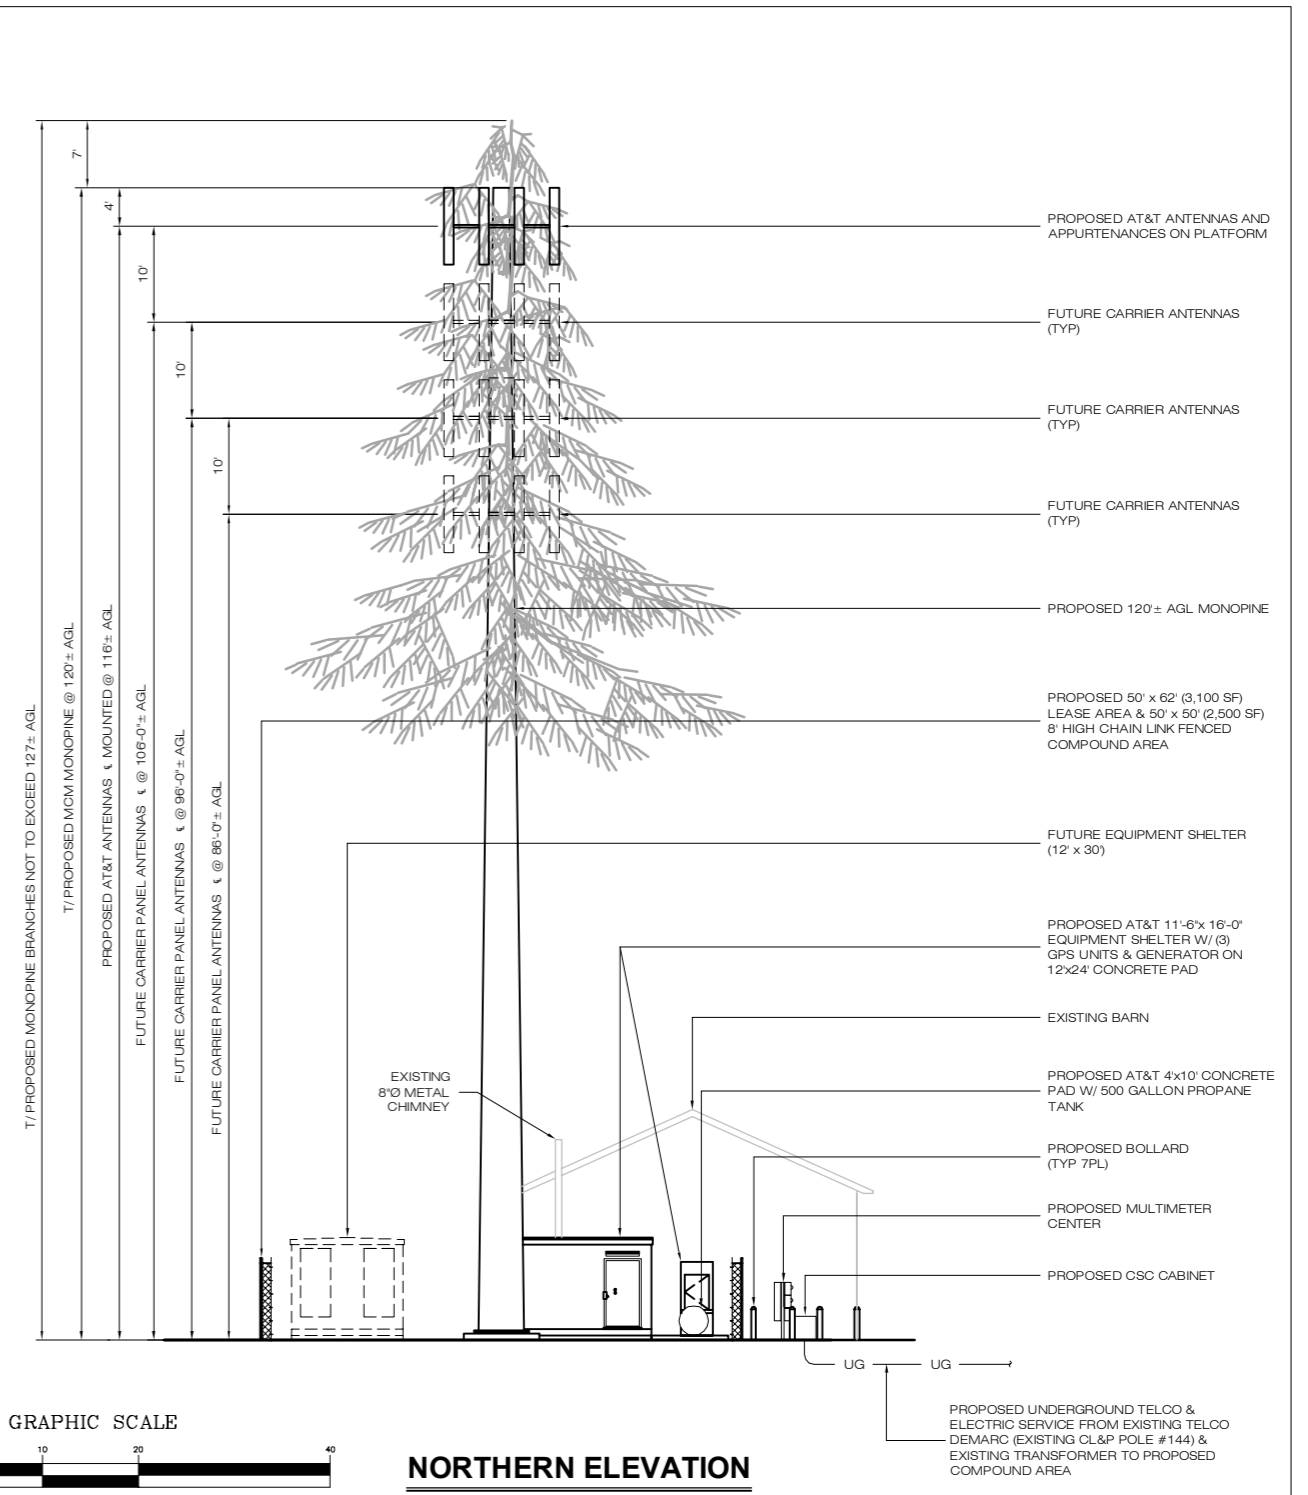 7'
4'
10'
10'
10'
T/ PROPOSED MONOPINE BRANCHES NOT TO EXCEED 127± AGL
T/ PROPOSED MCM MONOPINE @ 120'± AGL
PROPOSED AT&T ANTENNAS ℄ MOUNTED @ 116'± AGL
FUTURE CARRIER PANEL ANTENNAS ℄ @ 106'-0"± AGL
FUTURE CARRIER PANEL ANTENNAS ℄ @ 96'-0"± AGL
FUTURE CARRIER PANEL ANTENNAS ℄ @ 86'-0"± AGL
PROPOSED AT&T ANTENNAS AND
APPURTENANCES ON PLATFORM
FUTURE CARRIER ANTENNAS
(TYP)
FUTURE CARRIER ANTENNAS
(TYP)
FUTURE CARRIER ANTENNAS
(TYP)
PROPOSED 120'± AGL MONOPINE
PROPOSED 50' x 62' (3,100 SF)
LEASE AREA & 50' x 50' (2,500 SF)
8' HIGH CHAIN LINK FENCED
COMPOUND AREA
FUTURE EQUIPMENT SHELTER
(12' x 30')
PROPOSED AT&T 11'-6"x 16'-0"
EQUIPMENT SHELTER W/ (3)
GPS UNITS & GENERATOR ON
12'x24' CONCRETE PAD
EXISTING BARN
EXISTING
8"Ø METAL
CHIMNEY
PROPOSED AT&T 4'x10' CONCRETE
PAD W/ 500 GALLON PROPANE
TANK
PROPOSED BOLLARD
(TYP 7PL)
PROPOSED MULTIMETER
CENTER
PROPOSED CSC CABINET
UG UG
PROPOSED UNDERGROUND TELCO &
ELECTRIC SERVICE FROM EXISTING TELCO
DEMARC (EXISTING CL&P POLE #144) &
EXISTING TRANSFORMER TO PROPOSED
COMPOUND AREA
GRAPHIC SCALE
10 20 40
NORTHERN ELEVATION